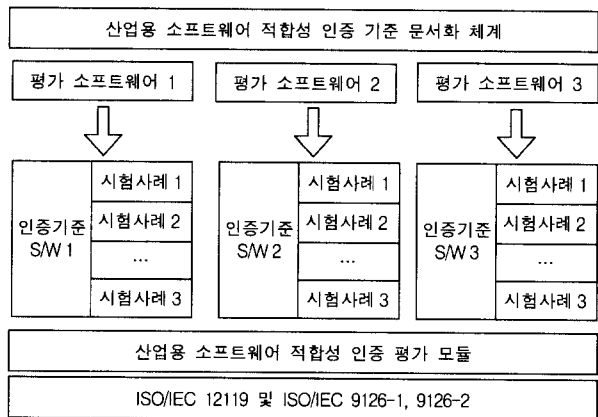 산업용 소프트웨어 적합성 인증 기준 문서화 체계
평가 소프트웨어 1
평가 소프트웨어 2
평가 소프트웨어 3
인증기준
S/W 1
시험사례 1
시험사례 2
...
시험사례 3
인증기준
S/W 2
시험사례 1
시험사례 2
...
시험사례 3
인증기준
S/W 3
시험사례 1
시험사례 2
...
시험사례 3
산업용 소프트웨어 적합성 인증 평가 모듈
ISO/IEC 12119 및 ISO/IEC 9126-1, 9126-2